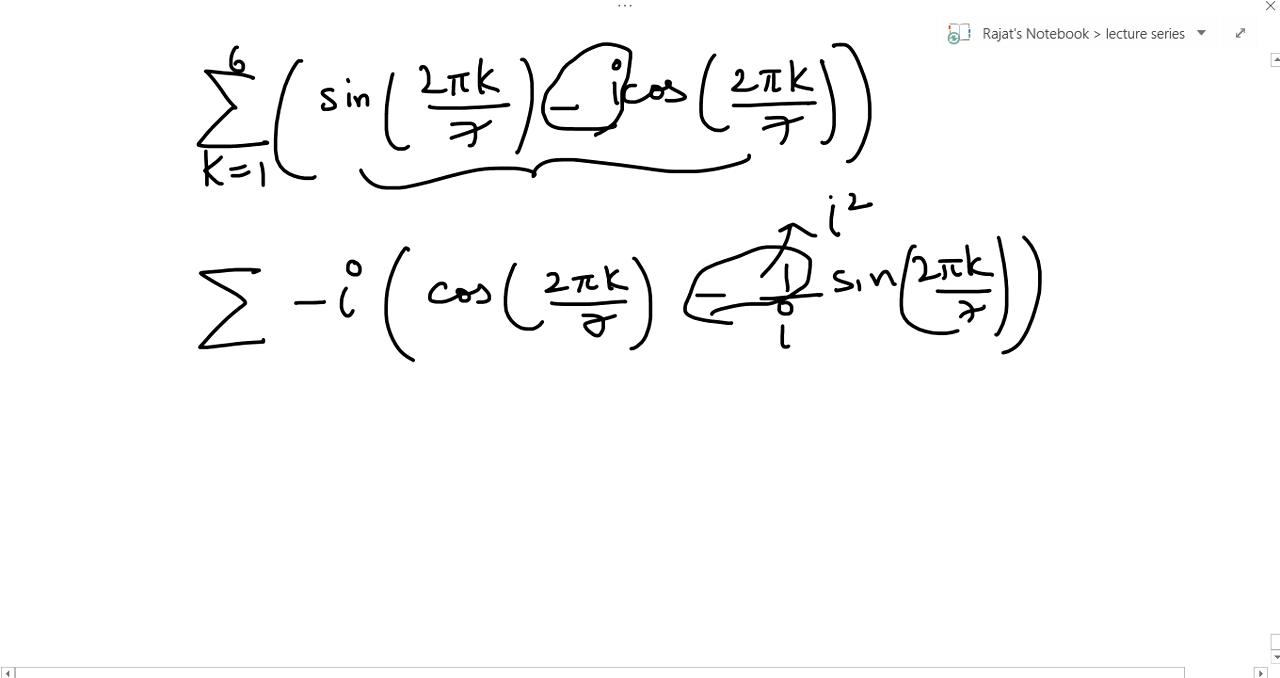 ...
Rajat's Notebook > lecture series
6
∑ ( sin ( 2πk / 7 ) - i cos ( 2πk / 7 ) )
K=1
i²
∑ -i ( cos ( 2πk / 7 ) - 1 / i sin ( 2πk / 7 ) )